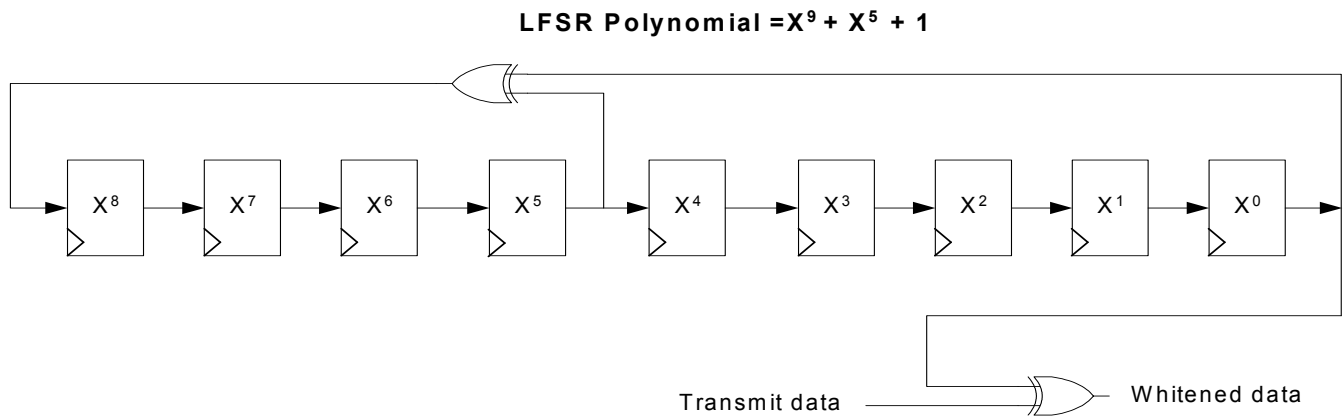 LFSR Polynomial =X⁹ + X⁵ + 1
X⁸ X⁷ X⁶ X⁵ X⁴ X³ X² X¹ X⁰
Transmit data
Whitened data